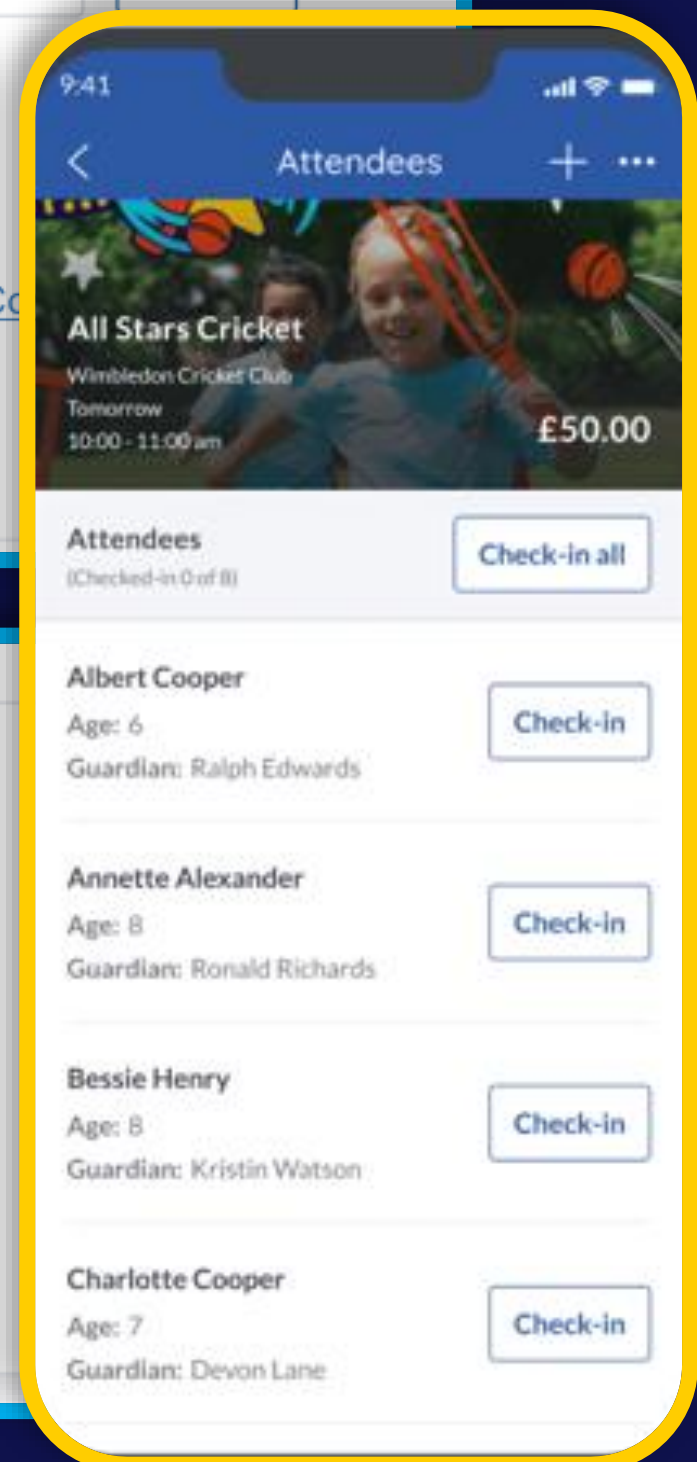 9:41
Attendees
All Stars Cricket
Wimbledon Cricket Club
Tomorrow
10:00 - 11:00 am
£50.00
Attendees
(Checked-in 0 of 8)
Check-in all
Albert Cooper
Age: 6
Guardian: Ralph Edwards
Check-in
Annette Alexander
Age: 8
Guardian: Ronald Richards
Check-in
Bessie Henry
Age: 8
Guardian: Kristin Watson
Check-in
Charlotte Cooper
Age: 7
Guardian: Devon Lane
Check-in